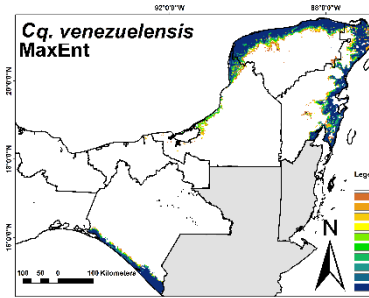 92°0'0"W 88°0'0"W
Cq. venezuelensis
MaxEnt
20°0'0"N
18°0'0"N
16°0'0"N
Lege
N
100 50 0 100 Kilometers